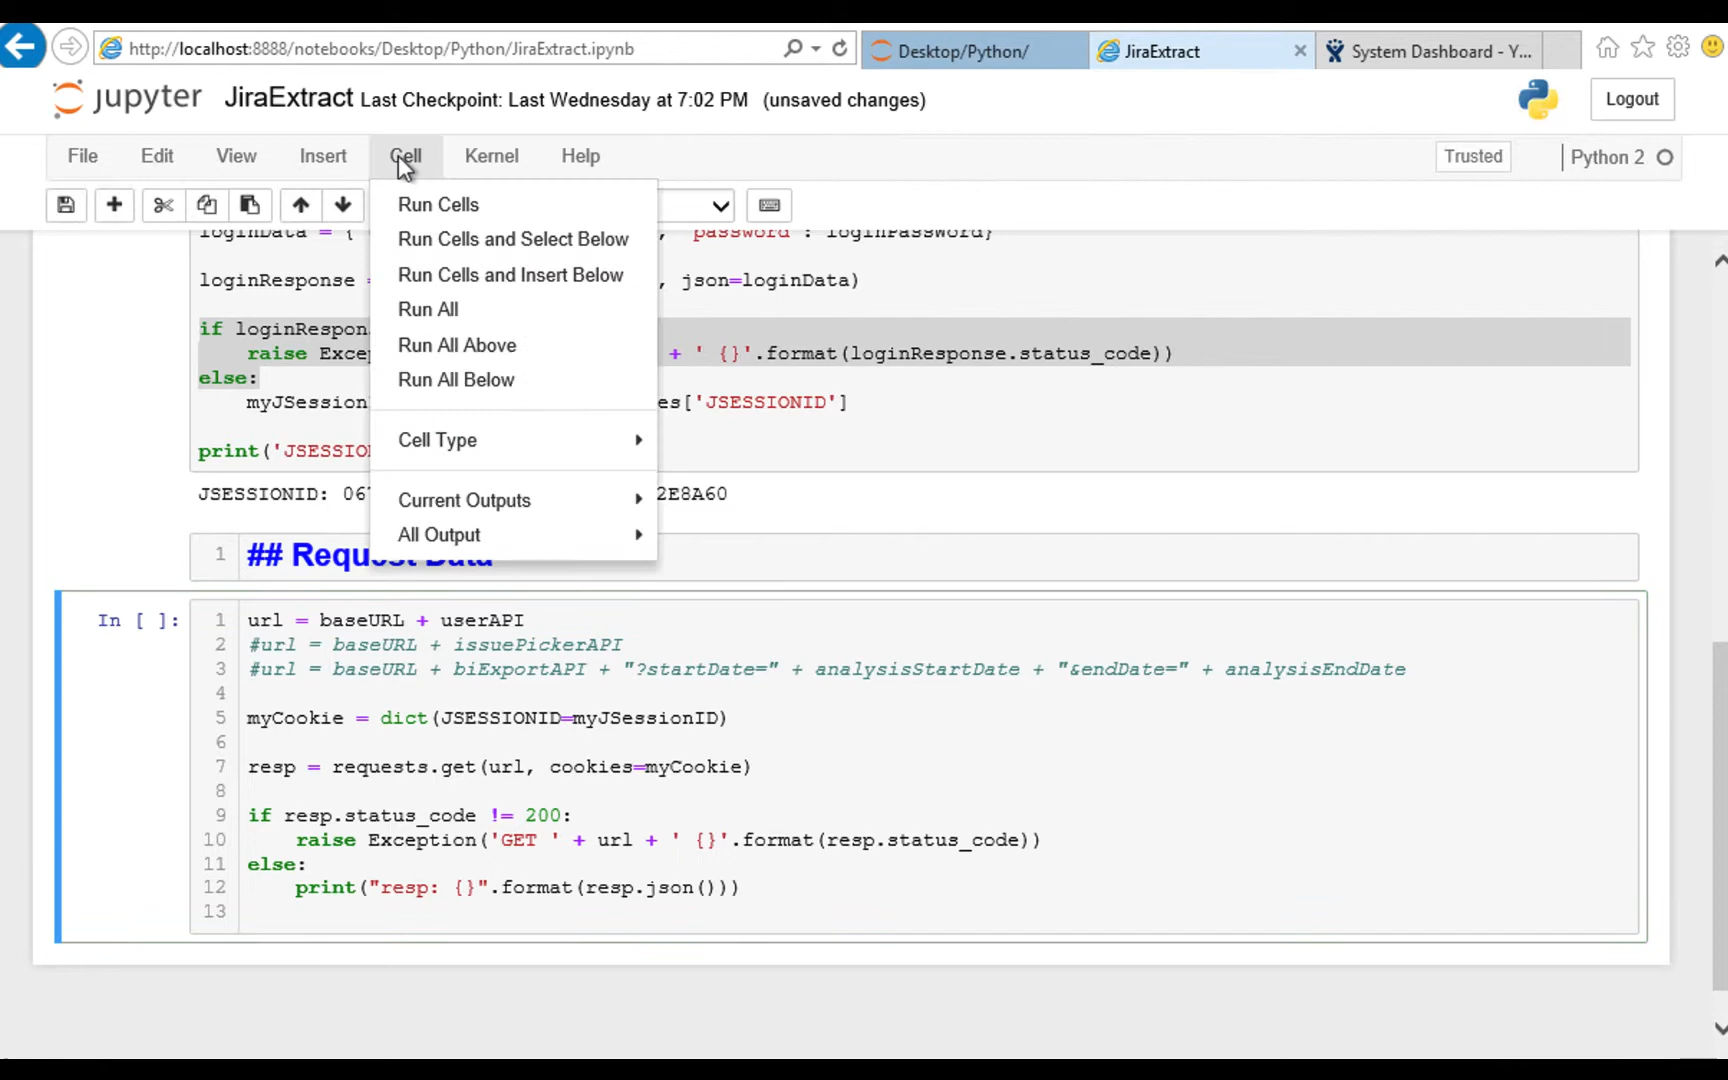 http://localhost:8888/notebooks/Desktop/Python/JiraExtract.ipynb
Desktop/Python/
JiraExtract
System Dashboard - Y...
jupyter JiraExtract Last Checkpoint: Last Wednesday at 7:02 PM (unsaved changes)
Logout
File Edit View Insert Cell Kernel Help
Trusted
Python 2
Run Cells
Run Cells and Select Below
Run Cells and Insert Below
Run All
Run All Above
Run All Below
Cell Type
Current Outputs
All Output
loginData = { , 'password': loginPassword}
loginResponse = , json=loginData)
if loginRespon
raise Exce + ' {}'.format(loginResponse.status_code))
else:
myJSession es['JSESSIONID']
print('JSESSIO
JSESSIONID: 06 2E8A60
1 ## Request Data
In [ ]:
1 url = baseURL + userAPI
2 #url = baseURL + issuePickerAPI
3 #url = baseURL + biExportAPI + "?startDate=" + analysisStartDate + "&endDate=" + analysisEndDate
4
5 myCookie = dict(JSESSIONID=myJSessionID)
6
7 resp = requests.get(url, cookies=myCookie)
8
9 if resp.status_code != 200:
10 raise Exception('GET ' + url + ' {}'.format(resp.status_code))
11 else:
12 print("resp: {}".format(resp.json()))
13